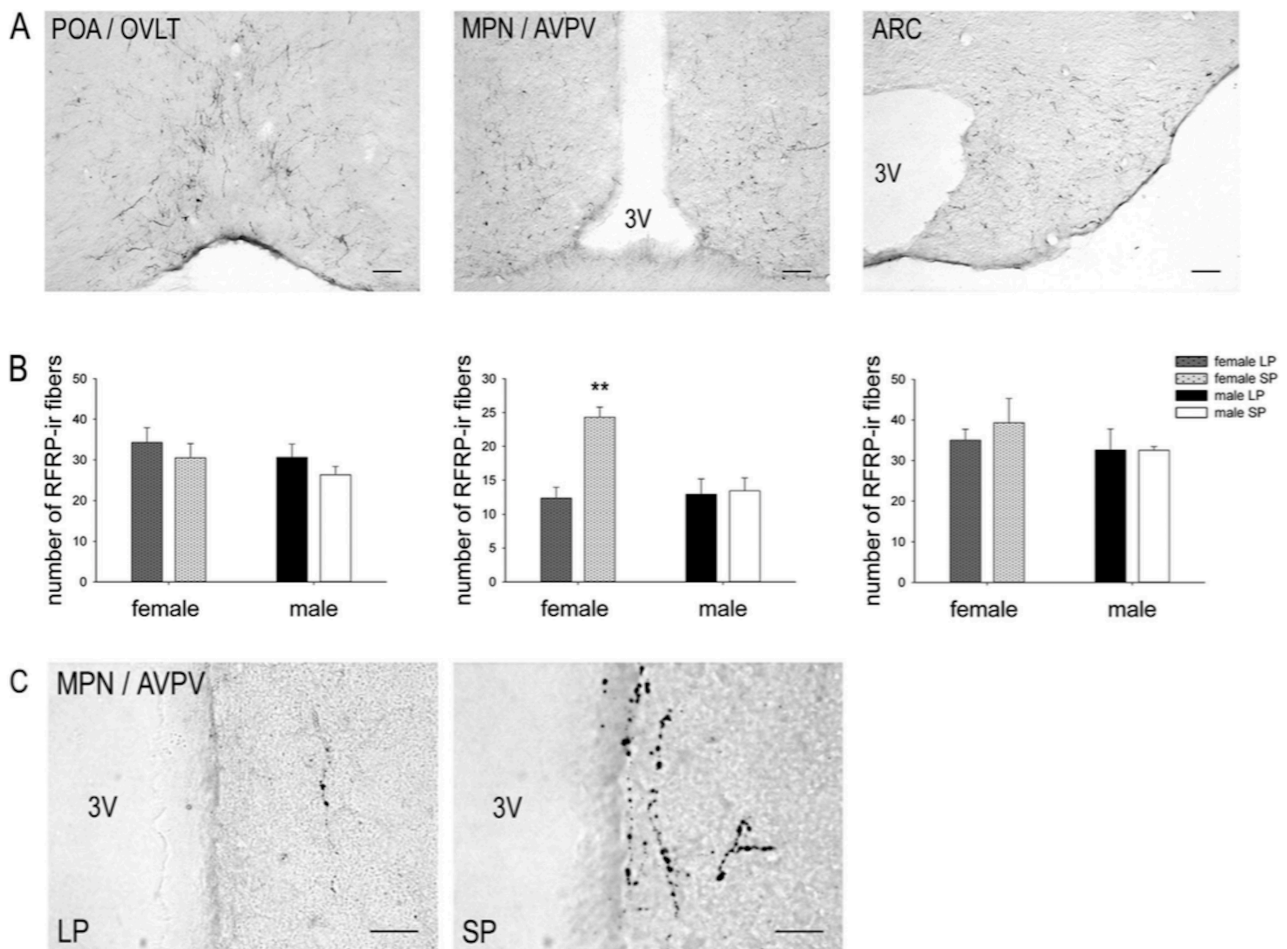 A
POA / OVLT
MPN / AVPV
ARC
3V
3V
B
number of RFRP-ir fibers
50
40
30
20
10
0
female
male
number of RFRP-ir fibers
30
25
20
15
10
5
0
**
female
male
number of RFRP-ir fibers
50
40
30
20
10
0
female
male
female LP
female SP
male LP
male SP
C
MPN / AVPV
3V
LP
3V
SP